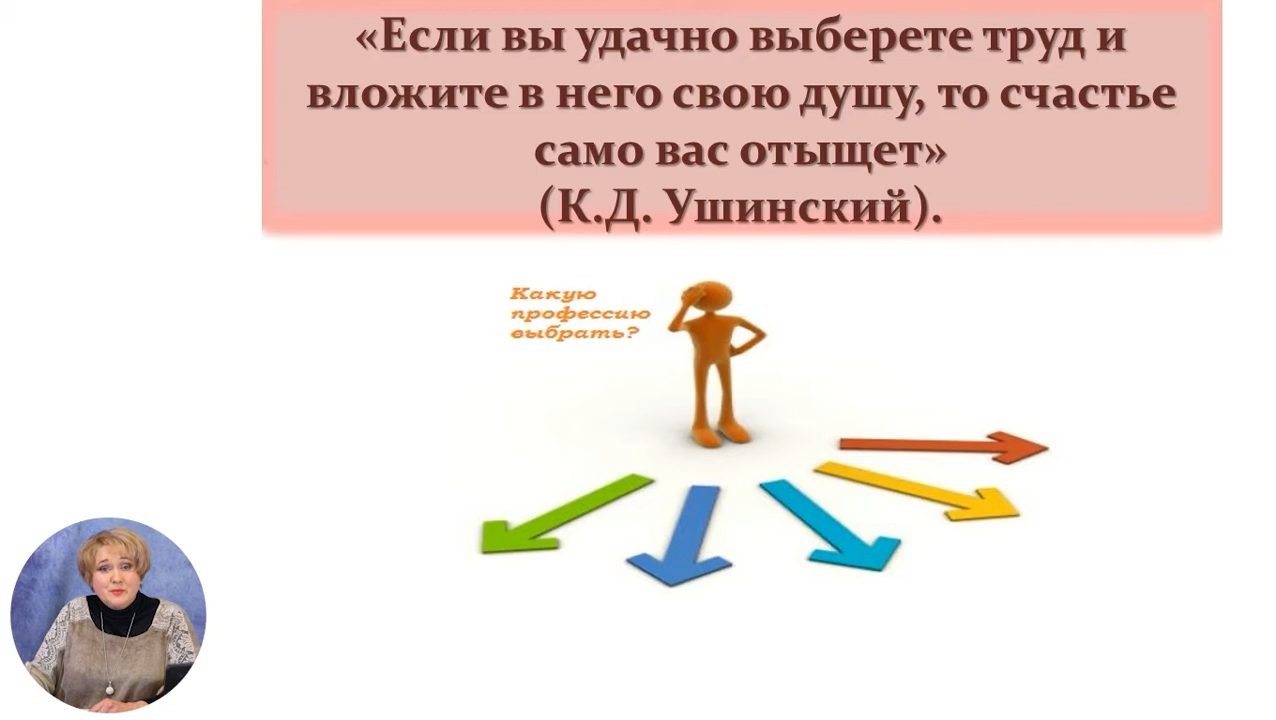 «Если вы удачно выберете труд и
вложите в него свою душу, то счастье
само вас отыщет»
(К.Д. Ушинский).
Какую
профессию
выбрать?